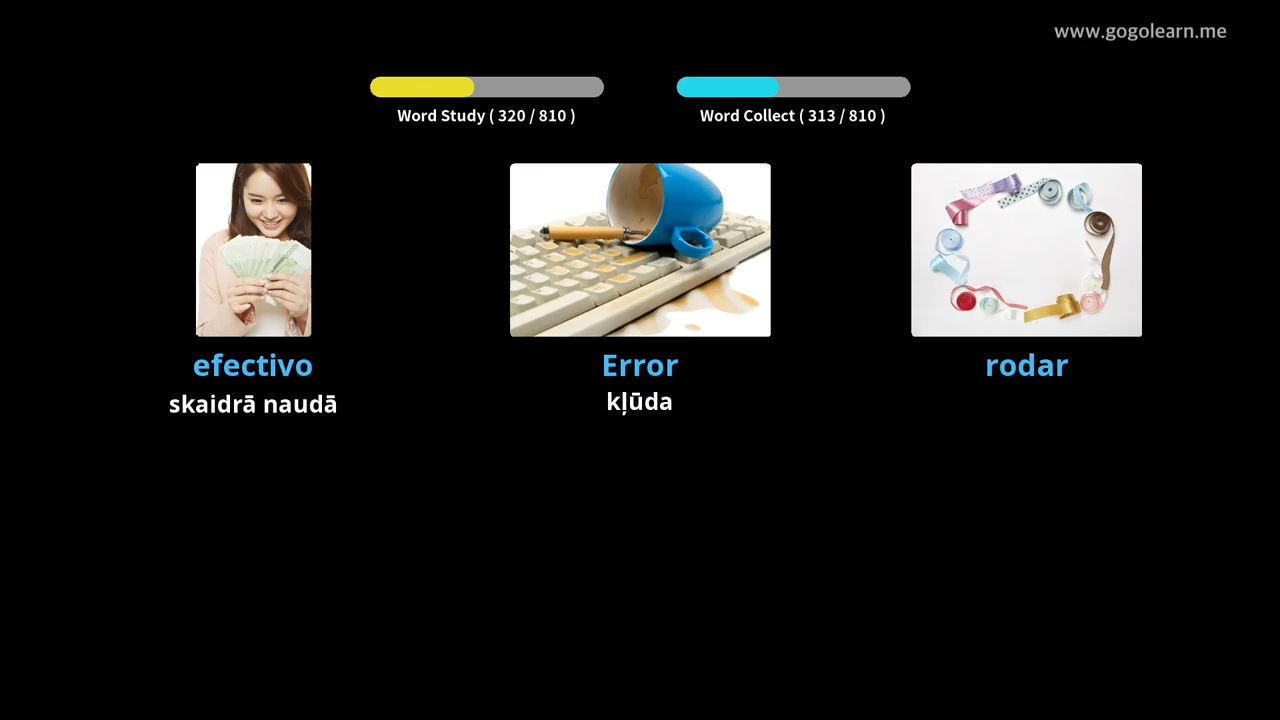 www.gogolearn.me
Word Study ( 320 / 810 )
Word Collect ( 313 / 810 )
efectivo
skaidrā naudā
Error
kļūda
rodar